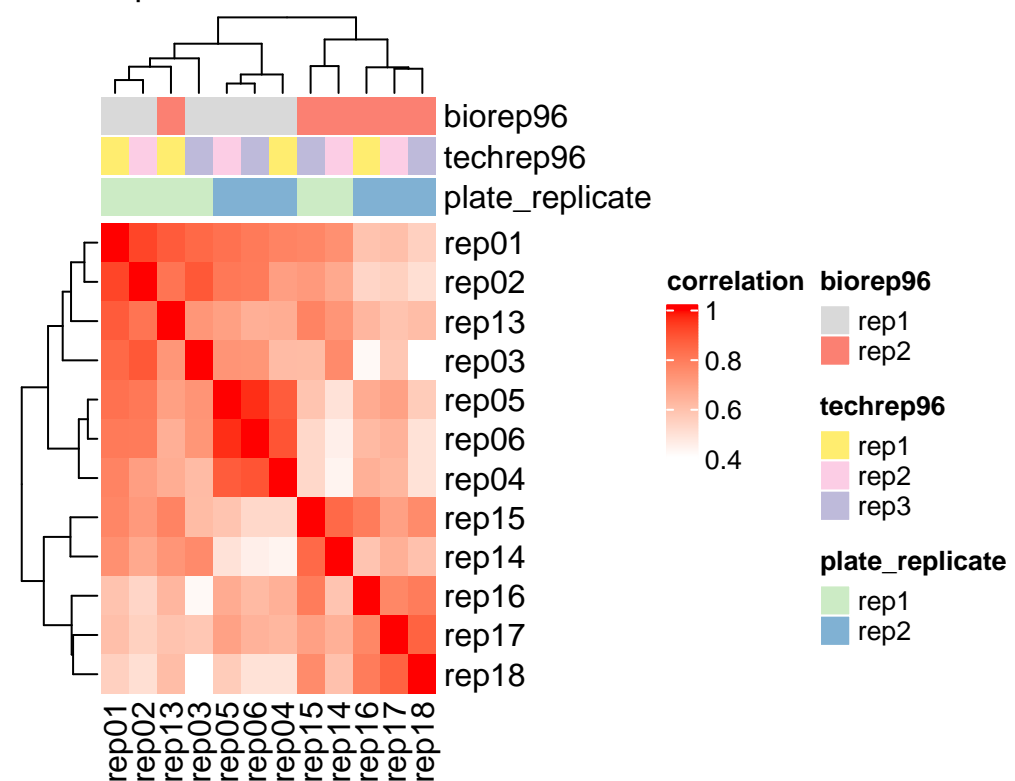 biorep96
techrep96
plate_replicate
rep01
rep02
rep13
rep03
rep05
rep06
rep04
rep15
rep14
rep16
rep17
rep18
rep01
rep02
rep13
rep03
rep05
rep06
rep04
rep15
rep14
rep16
rep17
rep18
correlation
1
0.8
0.6
0.4
biorep96
rep1
rep2
techrep96
rep1
rep2
rep3
plate_replicate
rep1
rep2